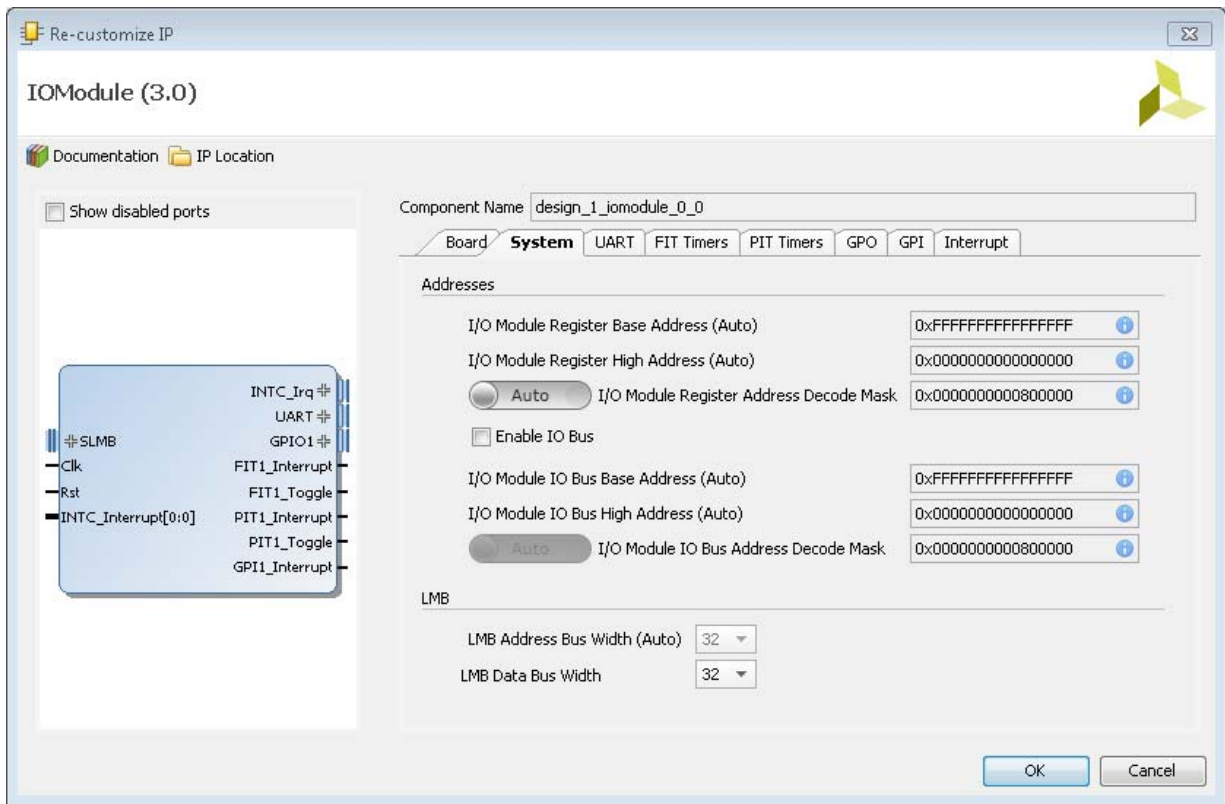 Re-customize IP
IOModule (3.0)
Documentation IP Location
Show disabled ports
INTC_Irq
UART
SLMB GPIO1
Clk FIT1_Interrupt
Rst FIT1_Toggle
INTC_Interrupt[0:0] PIT1_Interrupt
PIT1_Toggle
GPI1_Interrupt
Component Name design_1_iomodule_0_0
Board System UART FIT Timers PIT Timers GPO GPI Interrupt
Addresses
I/O Module Register Base Address (Auto) 0xFFFFFFFFFFFFFFFF
I/O Module Register High Address (Auto) 0x0000000000000000
Auto I/O Module Register Address Decode Mask 0x0000000000800000
Enable IO Bus
I/O Module IO Bus Base Address (Auto) 0xFFFFFFFFFFFFFFFF
I/O Module IO Bus High Address (Auto) 0x0000000000000000
Auto I/O Module IO Bus Address Decode Mask 0x0000000000800000
LMB
LMB Address Bus Width (Auto) 32
LMB Data Bus Width 32
OK Cancel